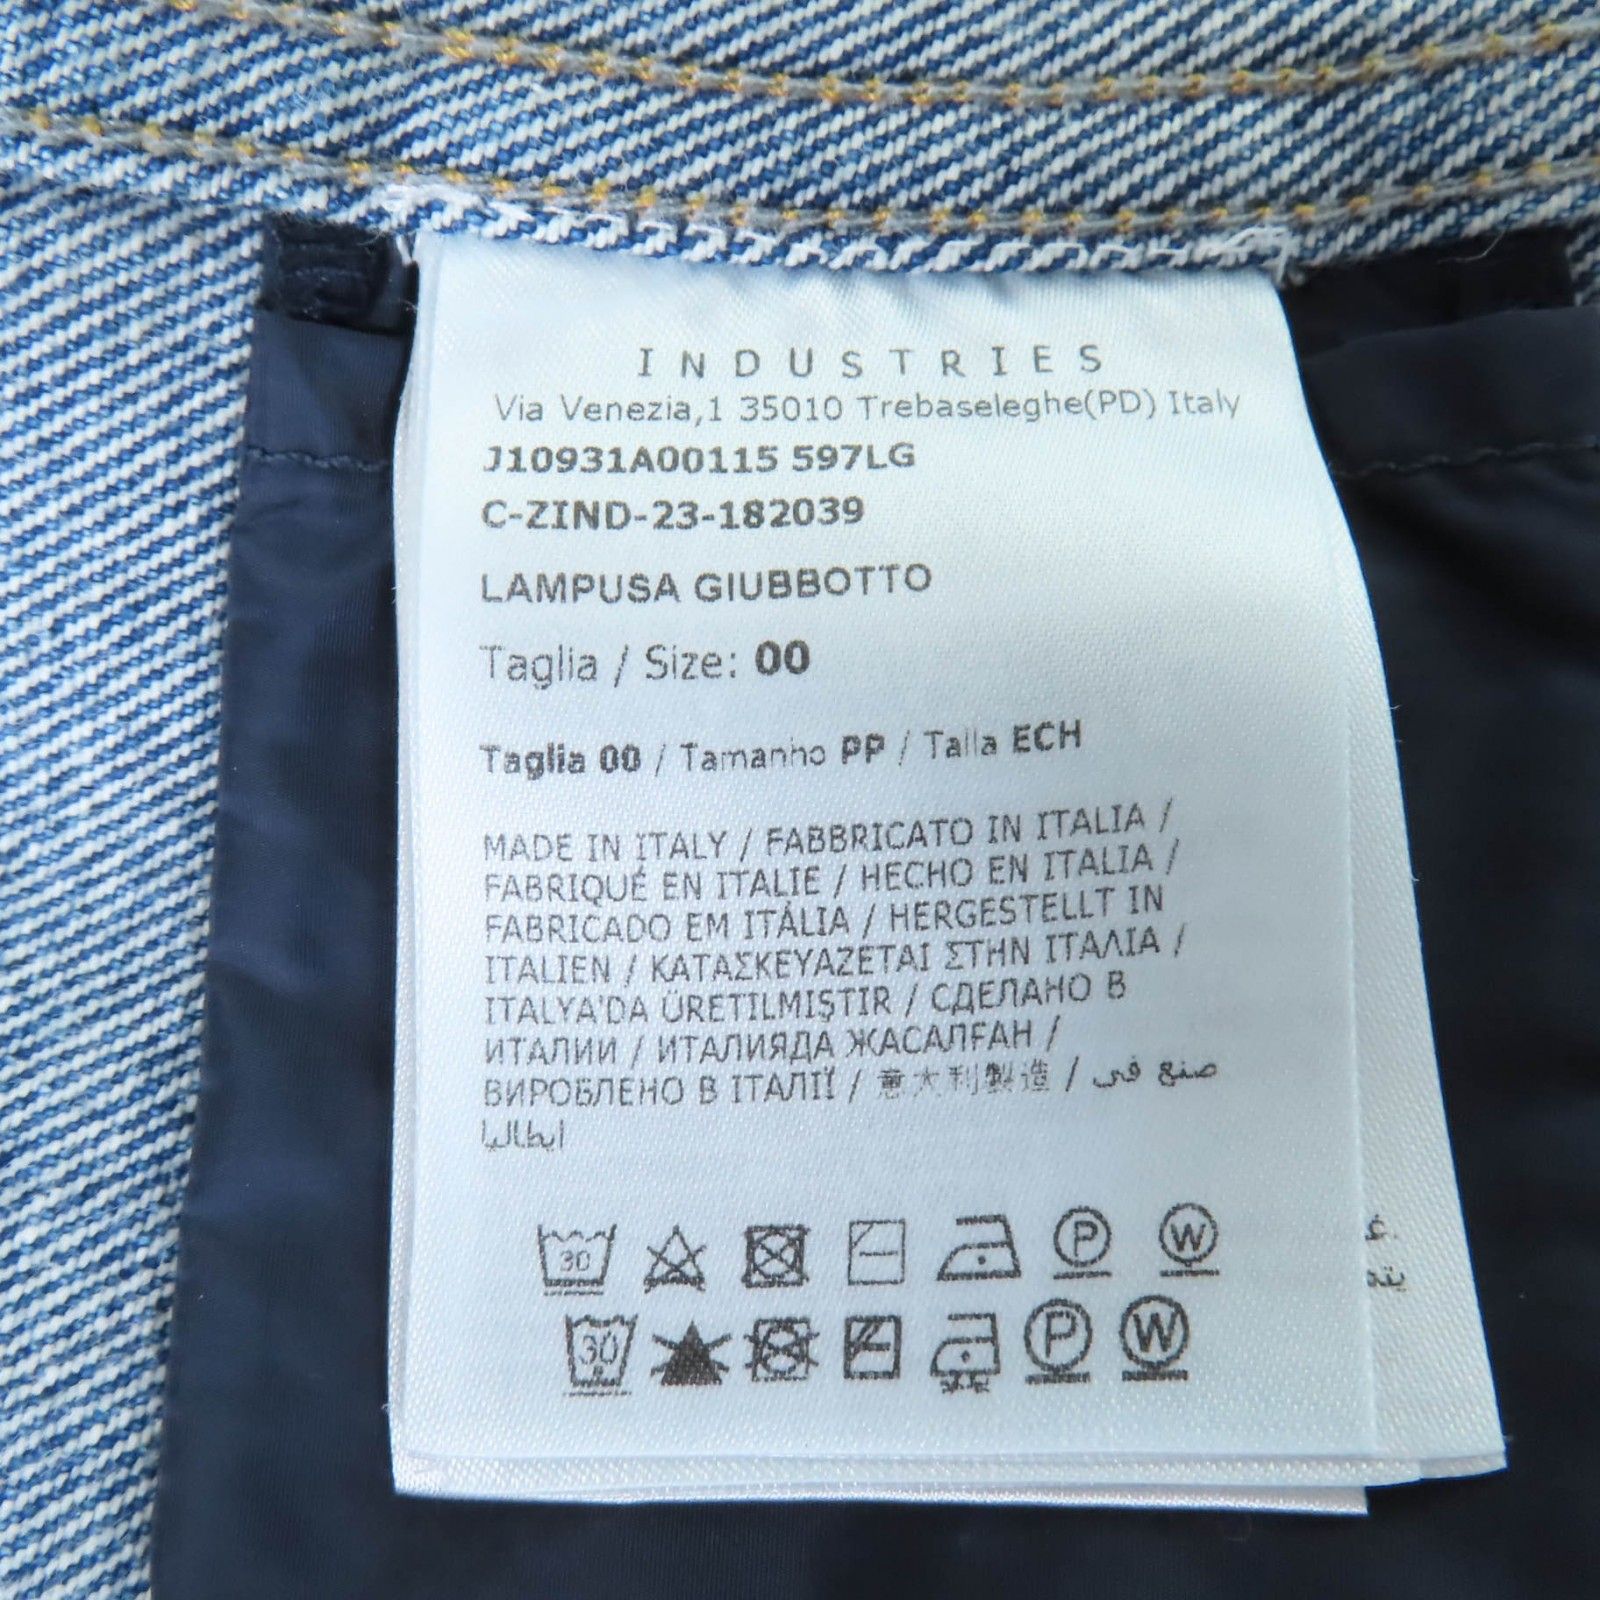 INDUSTRIES
Via Venezia,1 35010 Trebaseleghe(PD) Italy
J10931A00115 597LG
C-ZIND-23-182039
LAMPUSA GIUBBOTTO
Taglia / Size: 00
Taglia 00 / Tamanho PP / Talla ECH
MADE IN ITALY / FABBRICATO IN ITALIA /
FABRIQUÉ EN ITALIE / HECHO EN ITALIA /
FABRICADO EM ITÁLIA / HERGESTELLT IN
ITALIEN / ΚΑΤΑΣΚΕΥΑΖΕΤΑΙ ΣΤΗΝ ΙΤΑΛΙΑ /
ITALYA'DA ÜRETILMIŞTIR / СДЕЛАНО В
ИТАЛИИ / ИТАЛИЯДА ЖАСАЛҒАН /
ВИРОБЛЕНО В ІТАЛІЇ / 意大利製造 / صنع في
ايطاليا
30 P W
30 P W